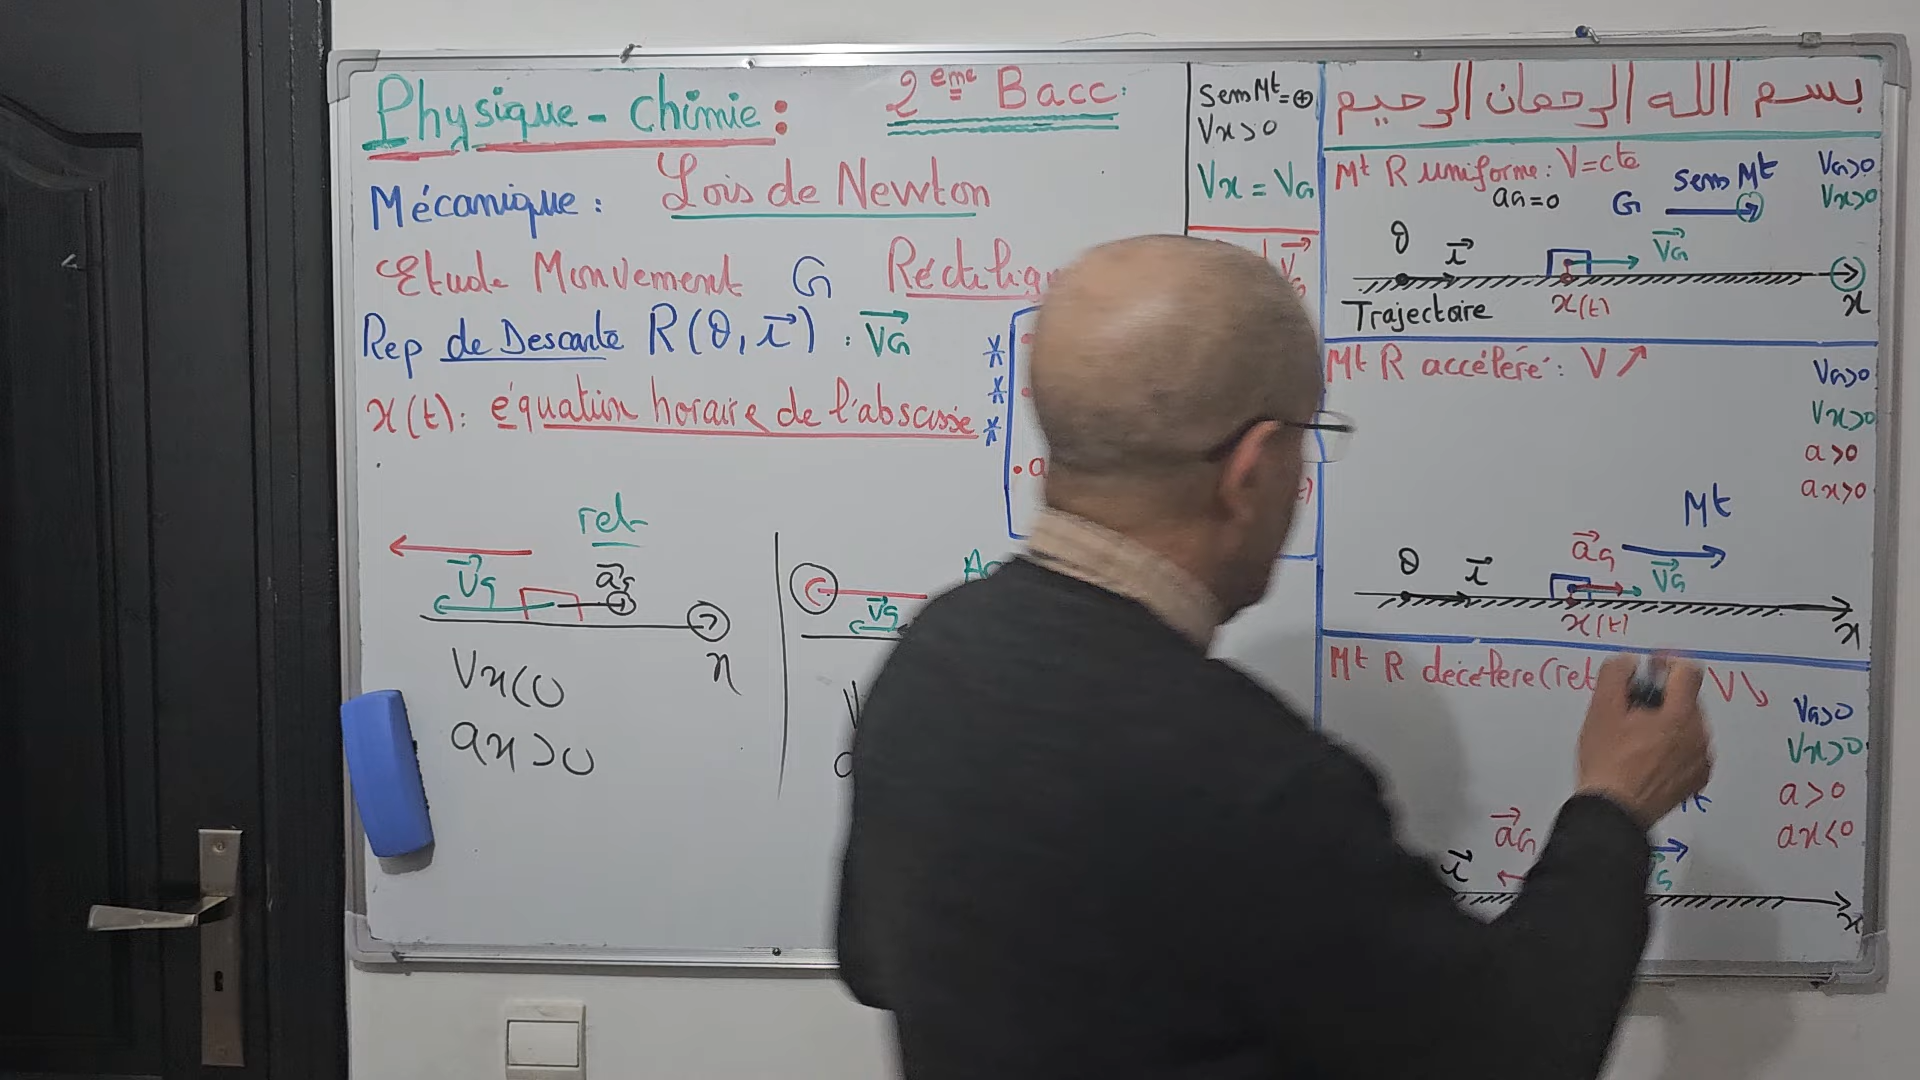 Physique - chimie :
2 eme Bacc :
Mécanique : Lois de Newton
Etude Mouvement G
Rep de Descarte R(O, i) : VG
x(t) : équation horaire de l'abscisse
ret
VG
aG
x
Vx<0
ax>0
VG
Sens Mt = ⊕
Vx>0
Vx = VG
بسم الله الرحمان الرحيم
Mt R uniforme : V=cte
aG=0
G
Sens Mt
VG>0
Vx>0
O
i
VG
x(t)
x
Trajectoire
Mt R accéléré : V ↗
VG>0
Vx>0
a>0
ax>0
Mt
aG
VG
O
i
x(t)
x
Mt R décéléré (ret
V ↘
VG>0
Vx>0
a>0
ax<0
aG
i
x